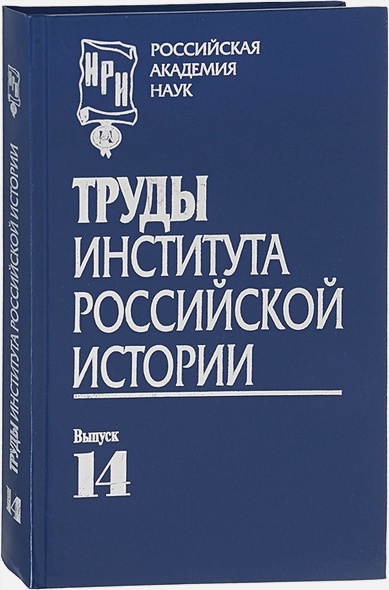 ИРИ
РОССИЙСКАЯ
АКАДЕМИЯ
НАУК
ТРУДЫ
ИНСТИТУТА
РОССИЙСКОЙ
ИСТОРИИ
Выпуск
14
ТРУДЫ ИНСТИТУТА РОССИЙСКОЙ ИСТОРИИ
14